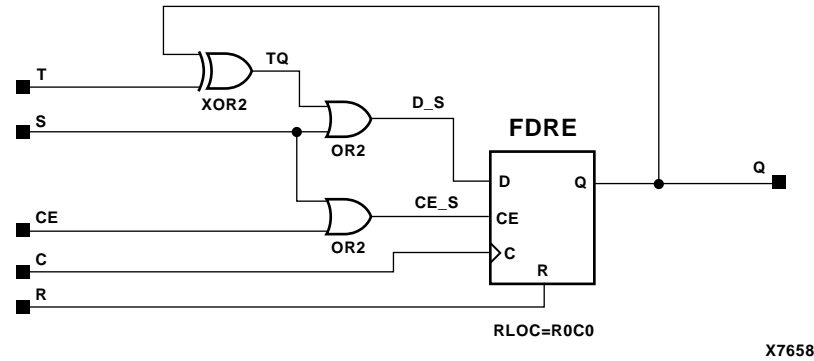 T
TQ
XOR2
S
D_S
OR2
FDRE
D
Q
Q
CE
CE_S
CE
OR2
C
C
R
R
RLOC=R0C0
X7658